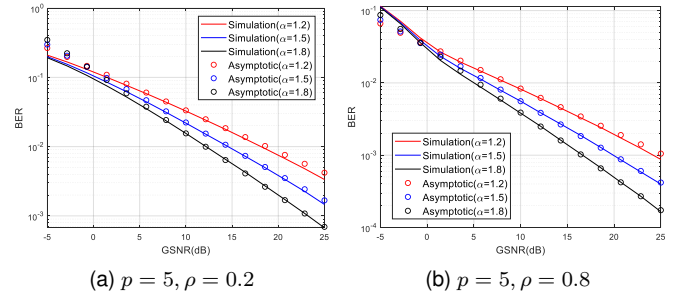 10^0
10^-1
10^-2
10^-3
BER
-5 0 5 10 15 20 25
GSNR(dB)
Simulation(α=1.2)
Simulation(α=1.5)
Simulation(α=1.8)
Asymptotic(α=1.2)
Asymptotic(α=1.5)
Asymptotic(α=1.8)
(a) p = 5, ρ = 0.2
10^-1
10^-2
10^-3
10^-4
BER
-5 0 5 10 15 20 25
GSNR(dB)
Simulation(α=1.2)
Simulation(α=1.5)
Simulation(α=1.8)
Asymptotic(α=1.2)
Asymptotic(α=1.5)
Asymptotic(α=1.8)
(b) p = 5, ρ = 0.8